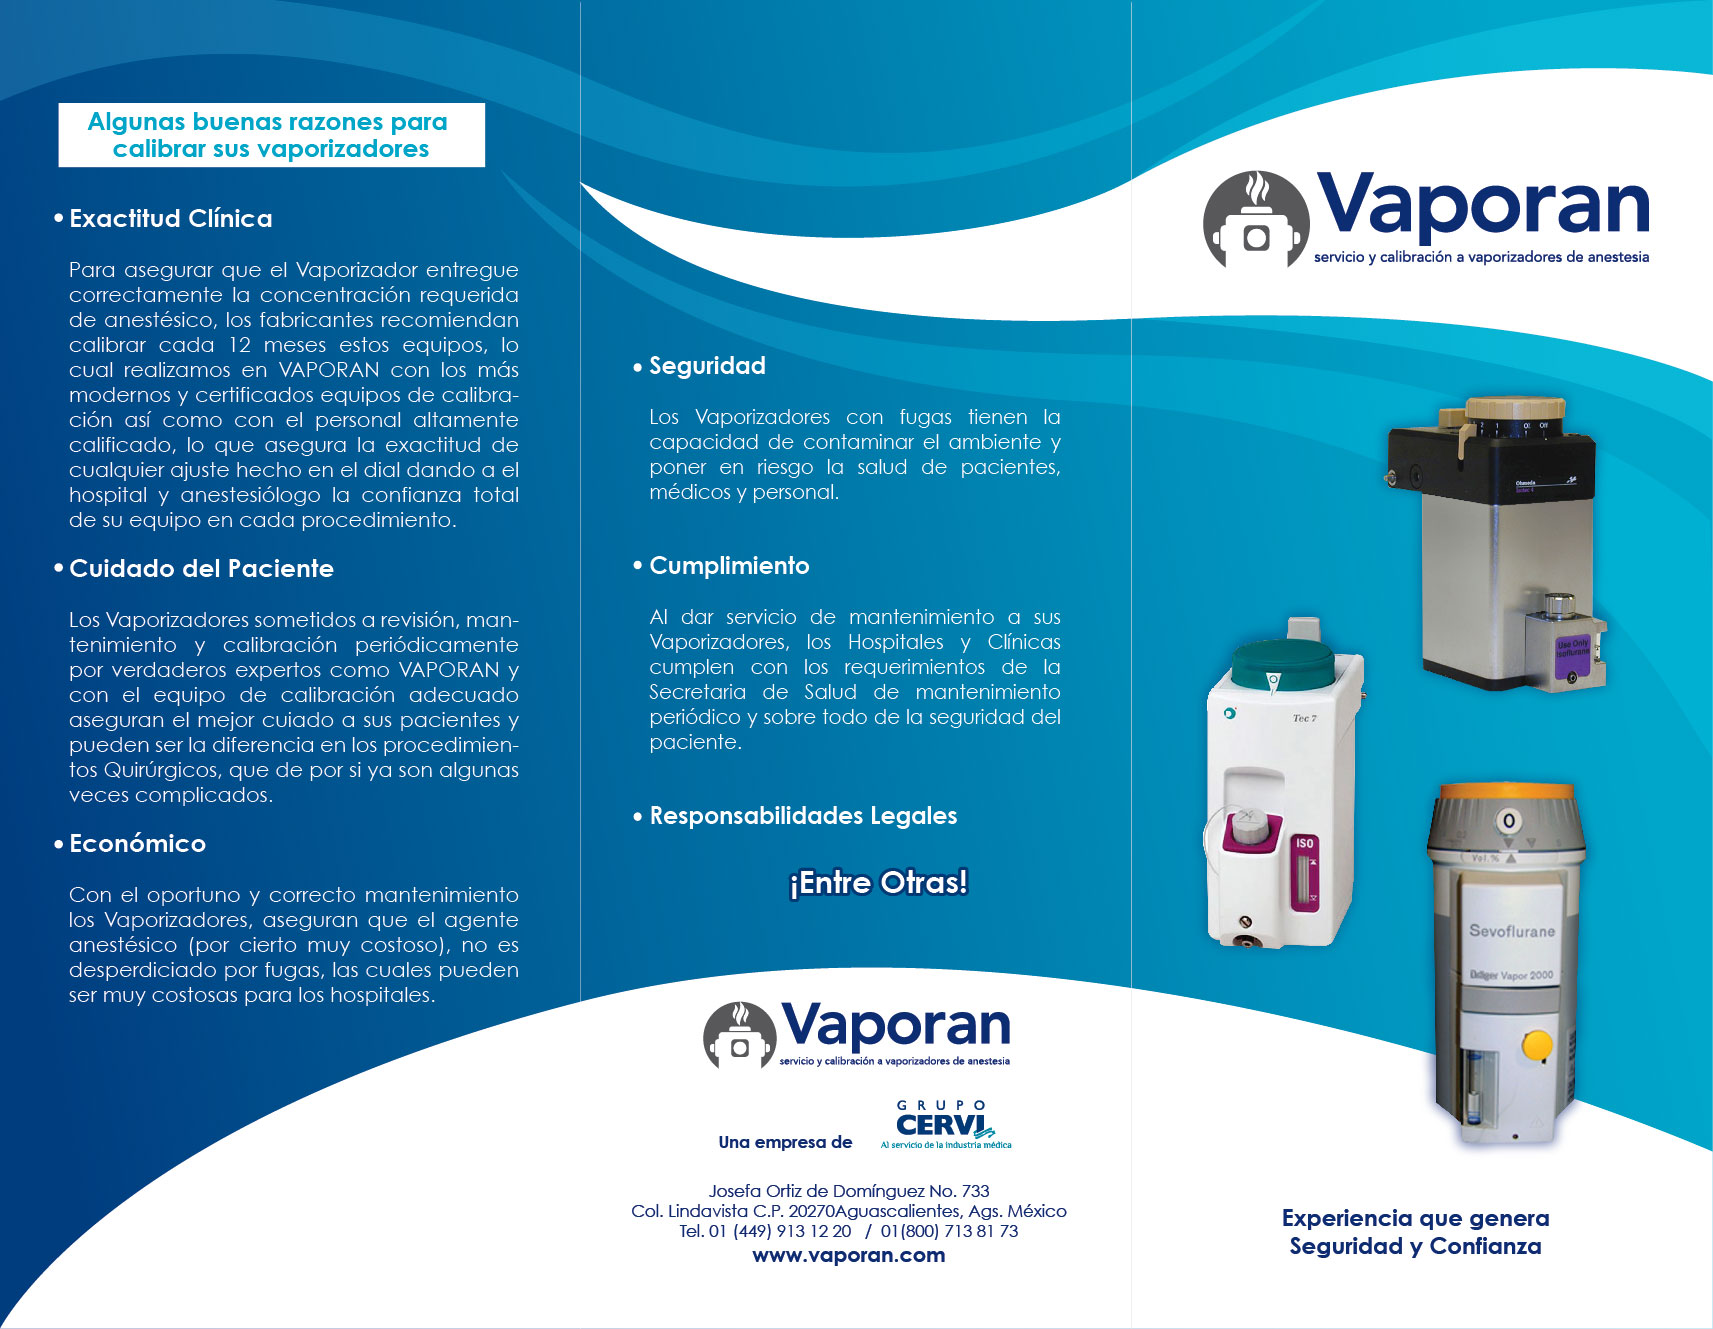 Algunas buenas razones para
calibrar sus vaporizadores
• Exactitud Clínica
Para asegurar que el Vaporizador entregue
correctamente la concentración requerida
de anestésico, los fabricantes recomiendan
calibrar cada 12 meses estos equipos, lo
cual realizamos en VAPORAN con los más
modernos y certificados equipos de calibra-
ción así como con el personal altamente
calificado, lo que asegura la exactitud de
cualquier ajuste hecho en el dial dando a el
hospital y anestesiólogo la confianza total
de su equipo en cada procedimiento.
• Cuidado del Paciente
Los Vaporizadores sometidos a revisión, man-
tenimiento y calibración periódicamente
por verdaderos expertos como VAPORAN y
con el equipo de calibración adecuado
aseguran el mejor cuiado a sus pacientes y
pueden ser la diferencia en los procedimien-
tos Quirúrgicos, que de por si ya son algunas
veces complicados.
• Económico
Con el oportuno y correcto mantenimiento
los Vaporizadores, aseguran que el agente
anestésico (por cierto muy costoso), no es
desperdiciado por fugas, las cuales pueden
ser muy costosas para los hospitales.
• Seguridad
Los Vaporizadores con fugas tienen la
capacidad de contaminar el ambiente y
poner en riesgo la salud de pacientes,
médicos y personal.
• Cumplimiento
Al dar servicio de mantenimiento a sus
Vaporizadores, los Hospitales y Clínicas
cumplen con los requerimientos de la
Secretaria de Salud de mantenimiento
periódico y sobre todo de la seguridad del
paciente.
• Responsabilidades Legales
¡Entre Otras!
Vaporan
servicio y calibración a vaporizadores de anestesia
Una empresa de
GRUPO
CERVI
Al servicio de la industria médica
Josefa Ortiz de Domínguez No. 733
Col. Lindavista C.P. 20270Aguascalientes, Ags. México
Tel. 01 (449) 913 12 20 / 01(800) 713 81 73
www.vaporan.com
Vaporan
servicio y calibración a vaporizadores de anestesia
2 1 Off
Ohmeda
Use Only
Isoflurane
Tec 7
ISO
0
Vol.%
Sevoflurane
Dräger Vapor 2000
Experiencia que genera
Seguridad y Confianza